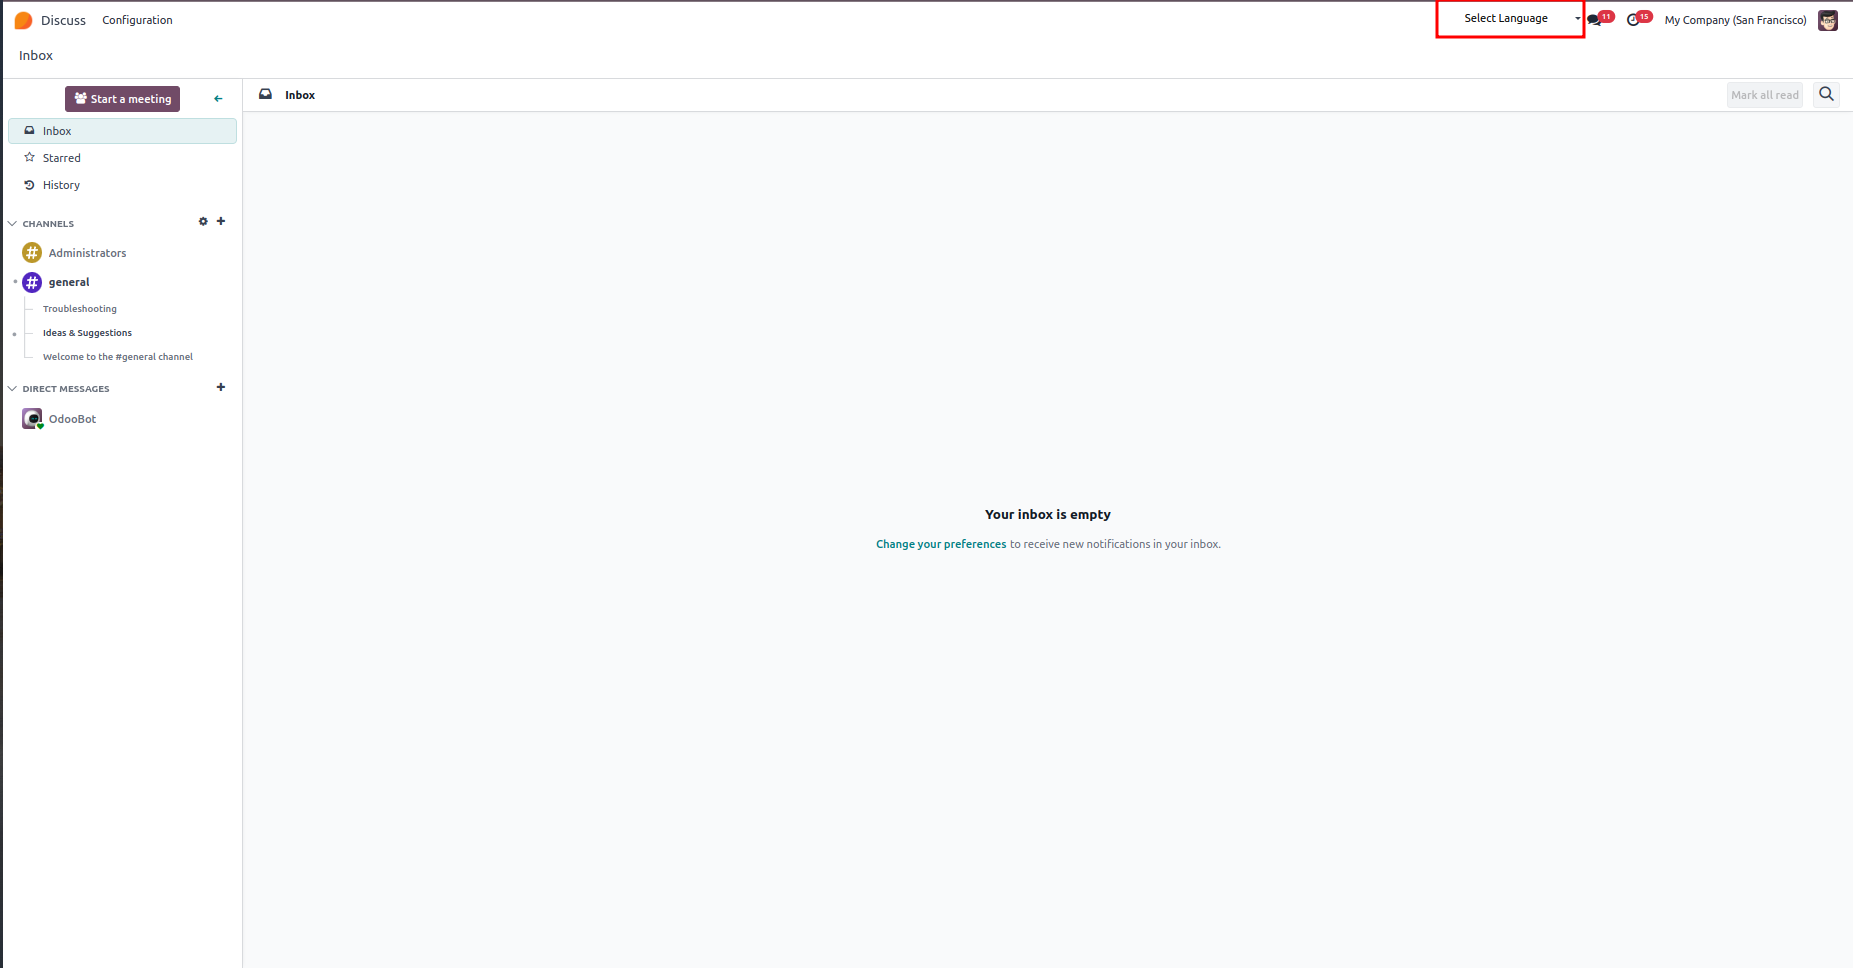 Discuss Configuration Select Language 11 15 My Company (San Francisco)
Inbox
Start a meeting
Inbox Mark all read
Inbox
Starred
History
CHANNELS
Administrators
general
Troubleshooting
Ideas & Suggestions
Welcome to the #general channel
DIRECT MESSAGES
OdooBot
Your inbox is empty
Change your preferences to receive new notifications in your inbox.